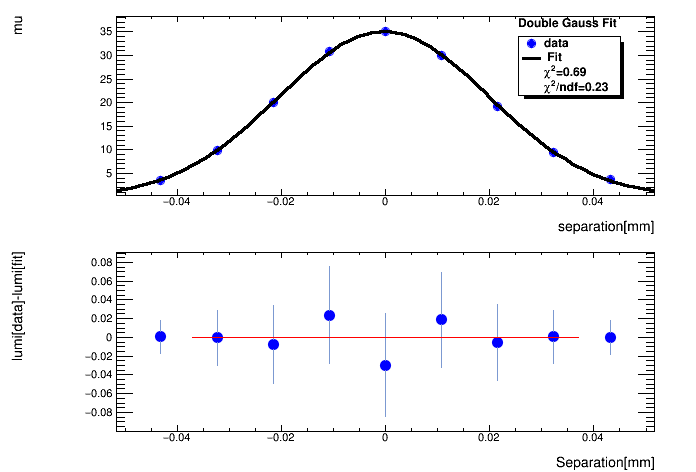 Double Gauss Fit
data
Fit
χ²=0.69
χ²/ndf=0.23
mu
35
30
25
20
15
10
5
−0.04 −0.02 0 0.02 0.04
separation[mm]
lumi[data]-lumi[fit]
0.08
0.06
0.04
0.02
0
−0.02
−0.04
−0.06
−0.08
−0.04 −0.02 0 0.02 0.04
Separation[mm]